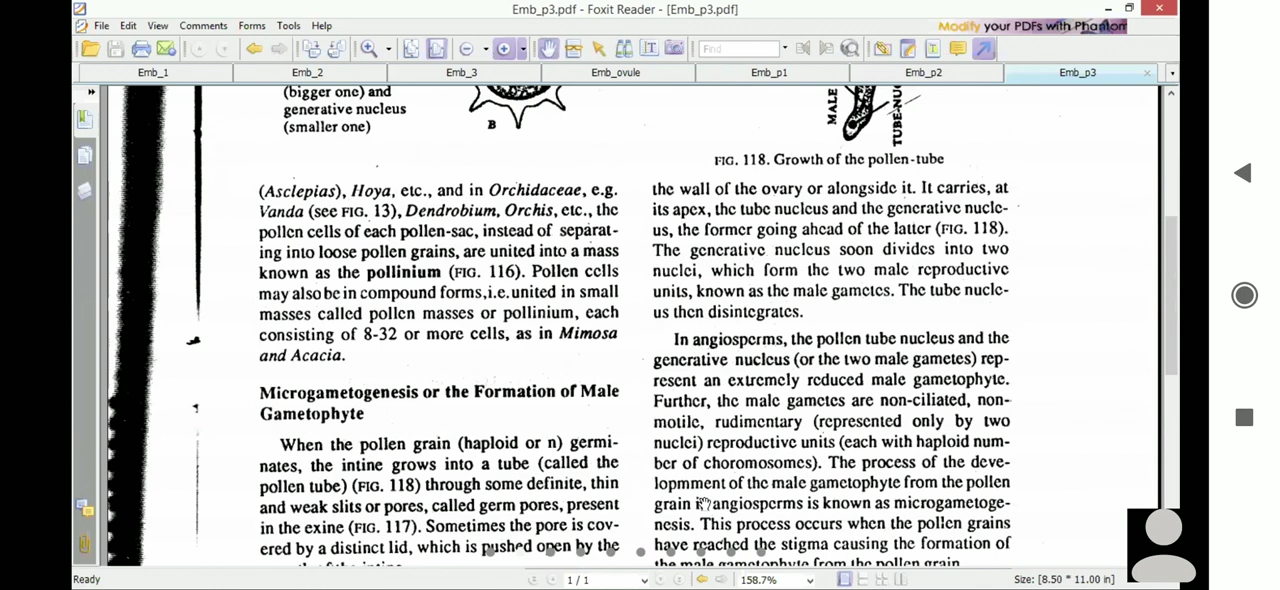 Emb_p3.pdf - Foxit Reader - [Emb_p3.pdf]
File Edit View Comments Forms Tools Help
Modify your PDFs with Phantom
Find
Emb_1 Emb_2 Emb_3 Emb_ovule Emb_p1 Emb_p2 Emb_p3
(bigger one) and
generative nucleus
(smaller one)
B
MALE
TUBE-NUC
FIG. 118. Growth of the pollen-tube
(Asclepias), Hoya, etc., and in Orchidaceae, e.g.
Vanda (see FIG. 13), Dendrobium, Orchis, etc., the
pollen cells of each pollen-sac, instead of separat-
ing into loose pollen grains, are united into a mass
known as the pollinium (FIG. 116). Pollen cells
may also be in compound forms, i.e. united in small
masses called pollen masses or pollinium, each
consisting of 8-32 or more cells, as in Mimosa
and Acacia.
Microgametogenesis or the Formation of Male
Gametophyte
When the pollen grain (haploid or n) germi-
nates, the intine grows into a tube (called the
pollen tube) (FIG. 118) through some definite, thin
and weak slits or pores, called germ pores, present
in the exine (FIG. 117). Sometimes the pore is cov-
ered by a distinct lid, which is pushed open by the
the wall of the ovary or alongside it. It carries, at
its apex, the tube nucleus and the generative nucle-
us, the former going ahead of the latter (FIG. 118).
The generative nucleus soon divides into two
nuclei, which form the two male reproductive
units, known as the male gametes. The tube nucle-
us then disintegrates.
In angiosperms, the pollen tube nucleus and the
generative nucleus (or the two male gametes) rep-
resent an extremely reduced male gametophyte.
Further, the male gametes are non-ciliated, non-
motile, rudimentary (represented only by two
nuclei) reproductive units (each with haploid num-
ber of choromosomes). The process of the deve-
lopmment of the male gametophyte from the pollen
grain in angiosperms is known as microgametoge-
nesis. This process occurs when the pollen grains
have reached the stigma causing the formation of
the male gametophyte from the pollen grain
Ready 1 / 1 158.7% Size: [8.50 * 11.00 in]